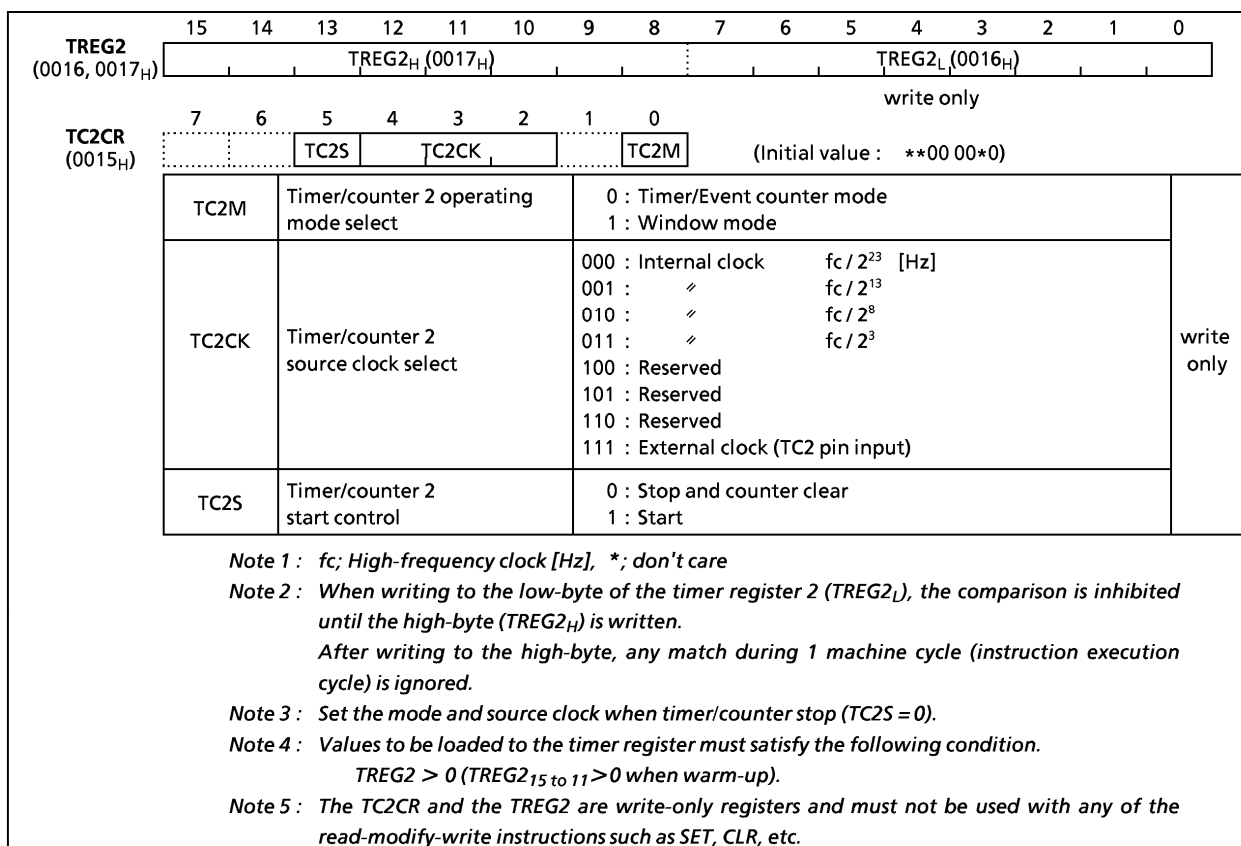 15 14 13 12 11 10 9 8 7 6 5 4 3 2 1 0
TREG2
(0016, 0017H) TREG2H (0017H) TREG2L (0016H)
write only
7 6 5 4 3 2 1 0
TC2CR
(0015H) TC2S TC2CK TC2M (Initial value : **00 00*0)
TC2M Timer/counter 2 operating 0 : Timer/Event counter mode
mode select 1 : Window mode
000 : Internal clock fc / 2²³ [Hz]
001 : 〃 fc / 2¹³
010 : 〃 fc / 2⁸
TC2CK Timer/counter 2 011 : 〃 fc / 2³ write
source clock select 100 : Reserved only
101 : Reserved
110 : Reserved
111 : External clock (TC2 pin input)
TC2S Timer/counter 2 0 : Stop and counter clear
start control 1 : Start
Note 1 : fc; High-frequency clock [Hz], *; don't care
Note 2 : When writing to the low-byte of the timer register 2 (TREG2L), the comparison is inhibited
until the high-byte (TREG2H) is written.
After writing to the high-byte, any match during 1 machine cycle (instruction execution
cycle) is ignored.
Note 3 : Set the mode and source clock when timer/counter stop (TC2S = 0).
Note 4 : Values to be loaded to the timer register must satisfy the following condition.
TREG2 > 0 (TREG215 to 11 > 0 when warm-up).
Note 5 : The TC2CR and the TREG2 are write-only registers and must not be used with any of the
read-modify-write instructions such as SET, CLR, etc.